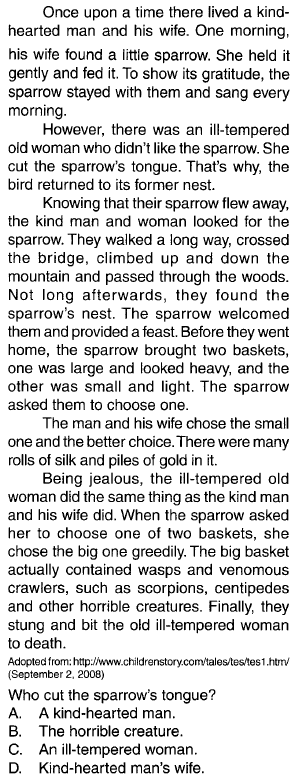 Once upon a time there lived a kind-
hearted man and his wife. One morning,
his wife found a little sparrow. She held it
gently and fed it. To show its gratitude, the
sparrow stayed with them and sang every
morning.
However, there was an ill-tempered
old woman who didn't like the sparrow. She
cut the sparrow's tongue. That's why, the
bird returned to its former nest.
Knowing that their sparrow flew away,
the kind man and woman looked for the
sparrow. They walked a long way, crossed
the bridge, climbed up and down the
mountain and passed through the woods.
Not long afterwards, they found the
sparrow's nest. The sparrow welcomed
them and provided a feast. Before they went
home, the sparrow brought two baskets,
one was large and looked heavy, and the
other was small and light. The sparrow
asked them to choose one.
The man and his wife chose the small
one and the better choice. There were many
rolls of silk and piles of gold in it.
Being jealous, the ill-tempered old
woman did the same thing as the kind man
and his wife did. When the sparrow asked
her to choose one of two baskets, she
chose the big one greedily. The big basket
actually contained wasps and venomous
crawlers, such as scorpions, centipedes
and other horrible creatures. Finally, they
stung and bit the old ill-tempered woman
to death.
Adopted from: http://www.childrenstory.com/tales/tes/tes1.htm/
(September 2, 2008)
Who cut the sparrow's tongue?
A. A kind-hearted man.
B. The horrible creature.
C. An ill-tempered woman.
D. Kind-hearted man's wife.